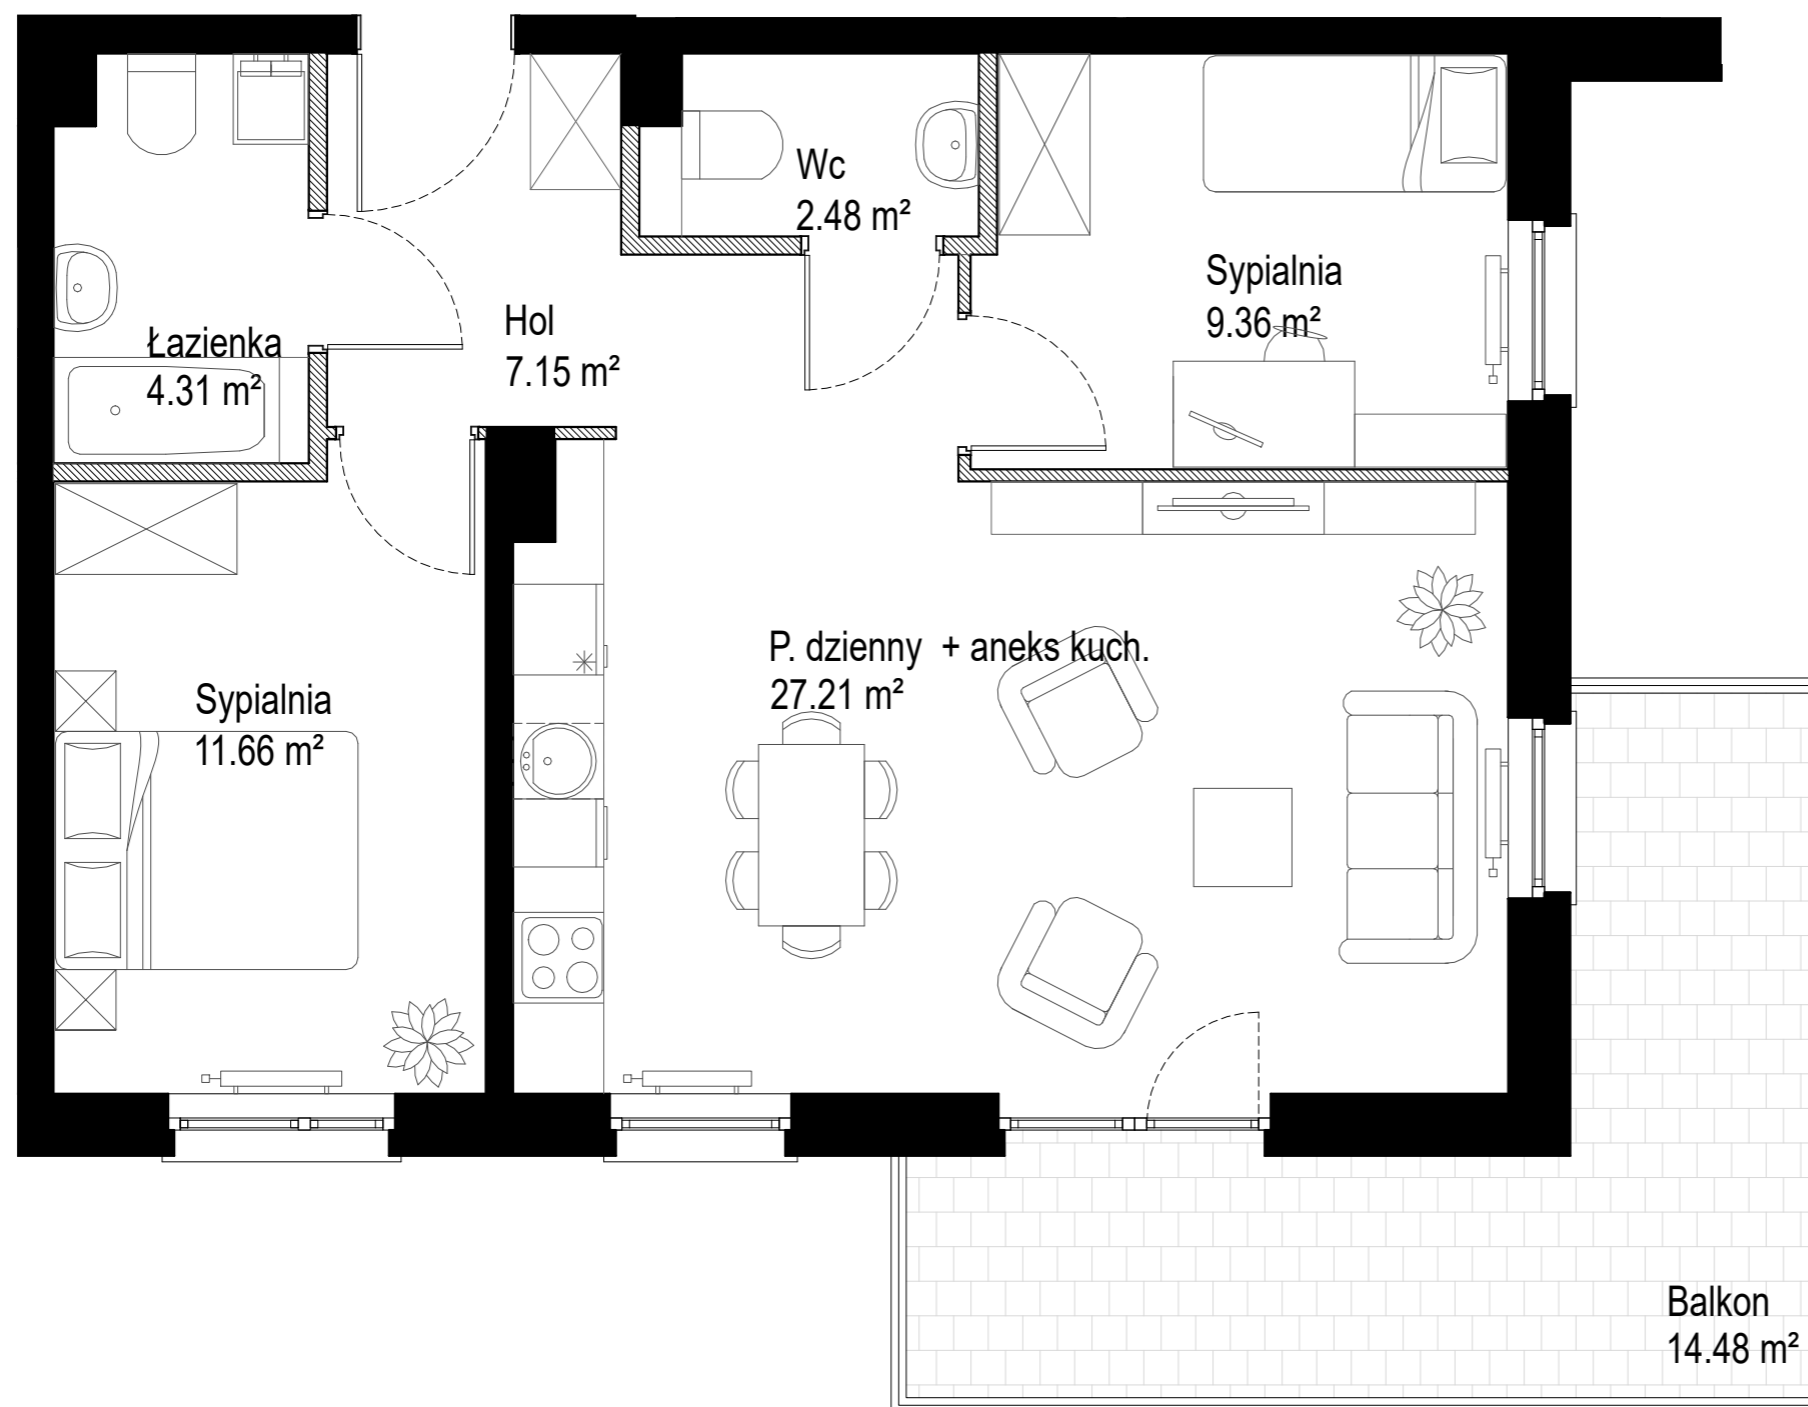 Wc
2.48 m²
Sypialnia
9.36 m²
Hol
7.15 m²
Łazienka
4.31 m²
P. dzienny + aneks kuch.
27.21 m²
Sypialnia
11.66 m²
Balkon
14.48 m²